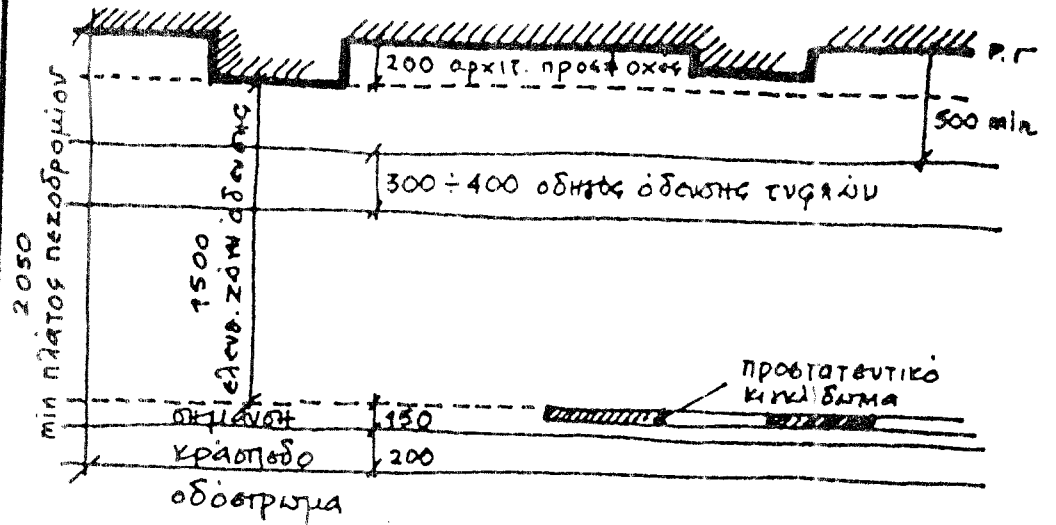 Ρ.Γ
200 αρχιτ. προεξοχές
500 min
300 ÷ 400 οδηγός όδευσης τυφλών
2050
min πλάτος πεζοδρομίου
1500
ελευθ. ζώνη όδευσης
προστατευτικό
κιγκλίδωμα
σήμανση 150
κράσπεδο 200
οδόστρωμα